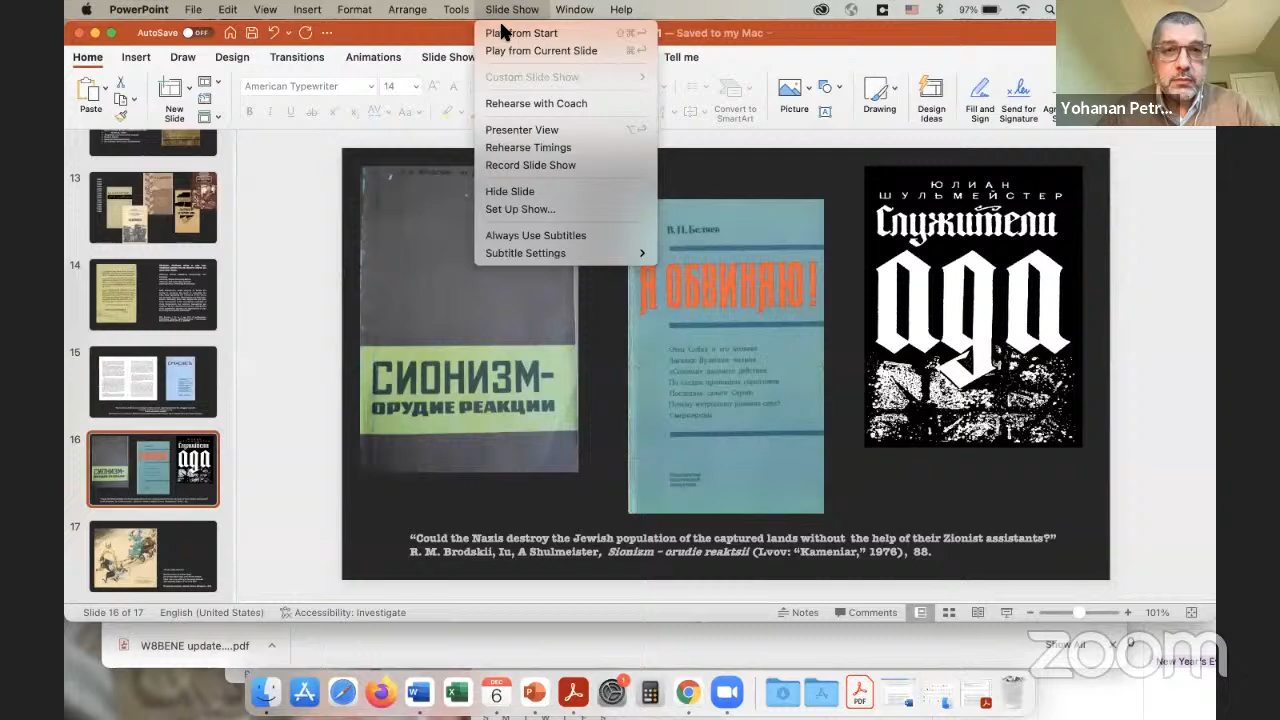 PowerPoint File Edit View Insert Format Arrange Tools Slide Show Window Help
97%
AutoSave OFF
1 — Saved to my Mac
Home Insert Draw Design Transitions Animations Slide Show
Tell me
Play from Start
Play from Current Slide
Custom Slide Show
Rehearse with Coach
Presenter View
Rehearse Timings
Record Slide Show
Hide Slide
Set Up Show...
Always Use Subtitles
Subtitle Settings
Paste
New
Slide
American Typewriter
14
Convert to
SmartArt
Picture
Drawing
Design
Ideas
Fill and
Sign
Send for
Signature
Yohanan Petr...
13
14
15
16
17
СИОНИЗМ-
ОРУДИЕ РЕАКЦИИ
В. П. Беляев
Я ОБВИНЯЮ!
ЮЛИАН
ШУЛЬМЕЙСТЕР
Служители
ада
“Could the Nazis destroy the Jewish population of the captured lands without the help of their Zionist assistants?”
R. M. Brodskii, Iu, A Shulmeister, Sionizm – orudie reaktsii (Lvov: “Kameniar,” 1976), 88.
Slide 16 of 17 English (United States) Accessibility: Investigate
Notes Comments 101%
W8BENE update....pdf
Show All
New Year's E
DEC
6
PDF
zoom